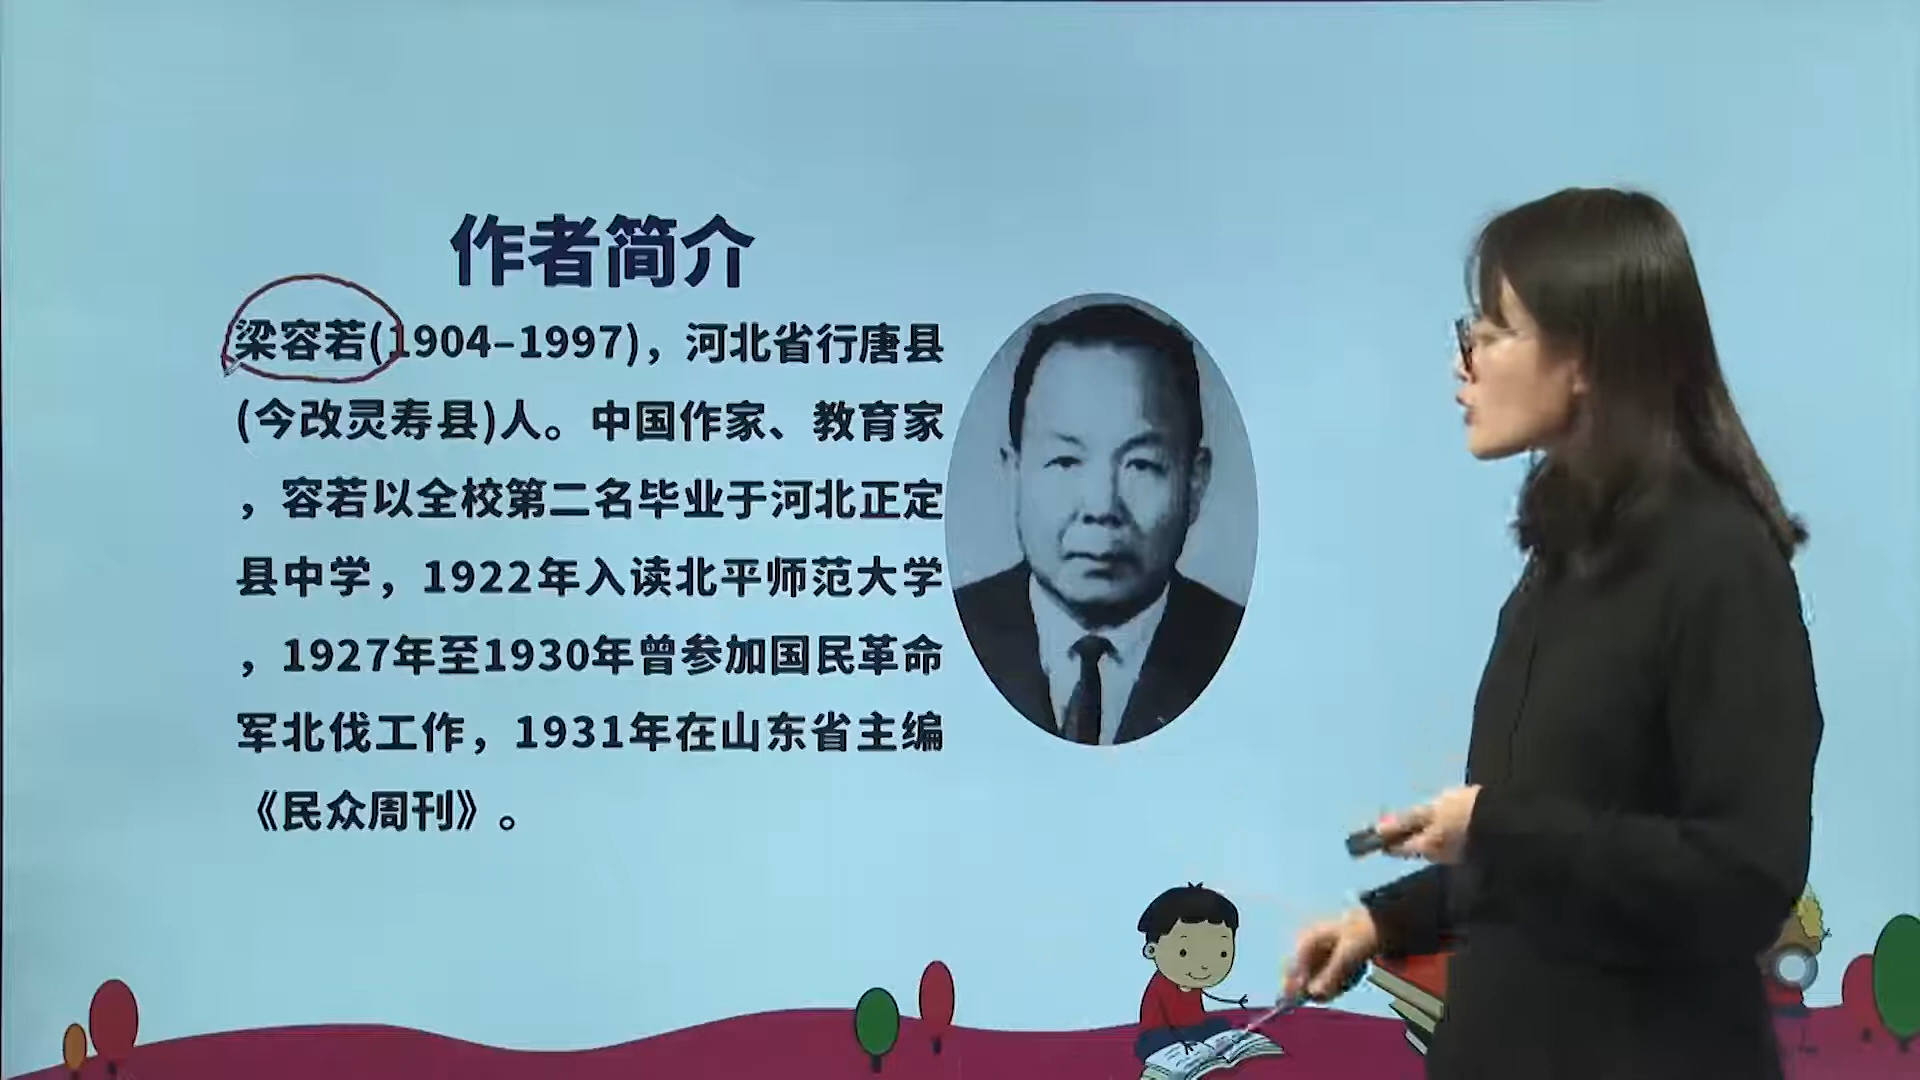 作者简介
梁容若(1904-1997)，河北省行唐县
(今改灵寿县)人。中国作家、教育家
，容若以全校第二名毕业于河北正定
县中学，1922年入读北平师范大学
，1927年至1930年曾参加国民革命
军北伐工作，1931年在山东省主编
《民众周刊》。